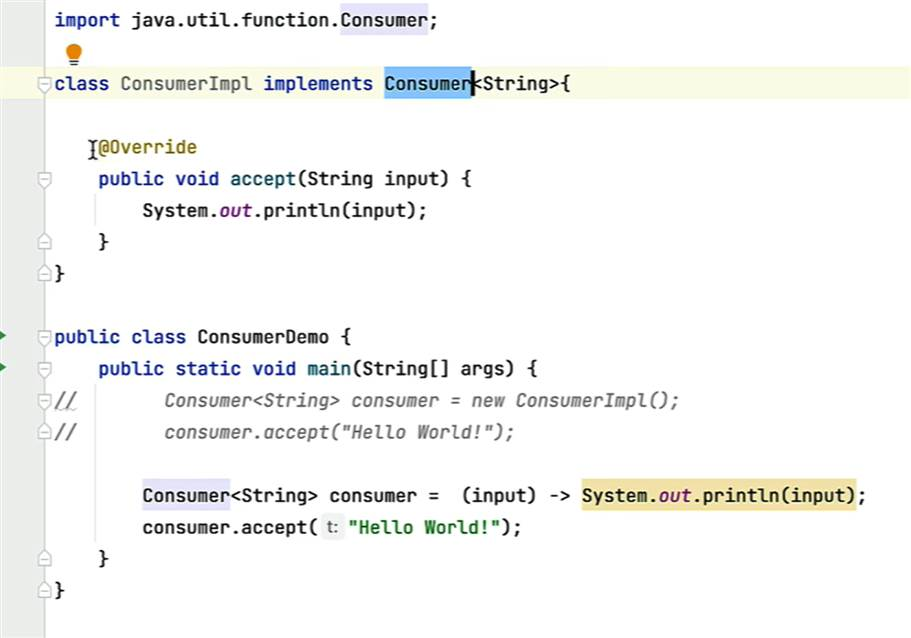 import java.util.function.Consumer;
class ConsumerImpl implements Consumer<String>{
@Override
public void accept(String input) {
System.out.println(input);
}
}
public class ConsumerDemo {
public static void main(String[] args) {
// Consumer<String> consumer = new ConsumerImpl();
// consumer.accept("Hello World!");
Consumer<String> consumer = (input) -> System.out.println(input);
consumer.accept( t: "Hello World!");
}
}